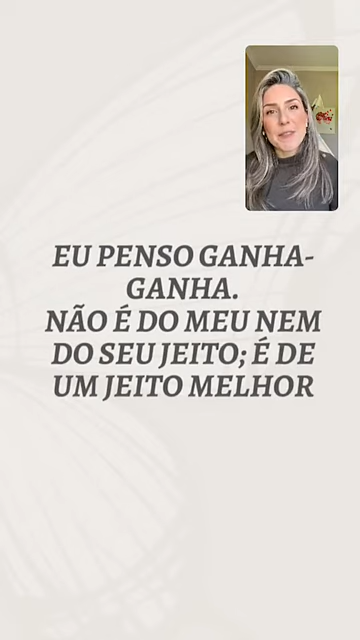 EU PENSO GANHA-
GANHA.
NÃO É DO MEU NEM
DO SEU JEITO; É DE
UM JEITO MELHOR